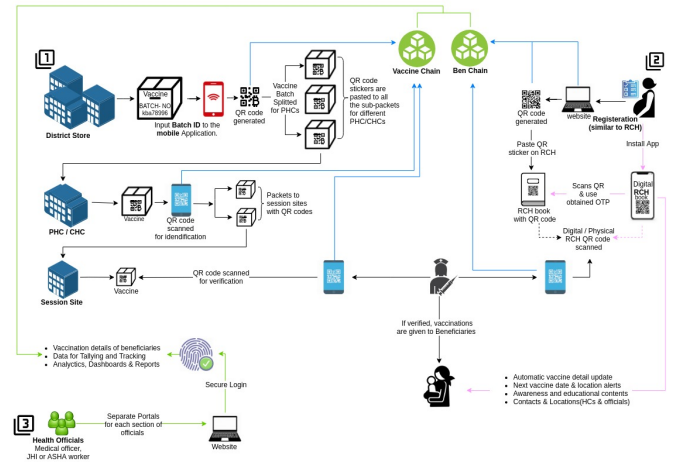 1
Vaccine
BATCH- NO
kba78996
District Store
Input Batch ID to the
mobile Application.
QR code
generated
Vaccine
Batch
Splitted
for PHCs
QR code
stickers are
pasted to all
the sub-packets
for different
PHC/CHCs
Vaccine Chain
Ben Chain
2
QR code
generated
website
Registeration
(similar to RCH)
Paste QR
sticker on RCH
Install App
PHC / CHC
Vaccine
QR code
scanned
for idenification
Packets to
session sites
with QR codes
RCH book
with QR code
Scans QR
& use
obtained OTP
Digital
RCH
book
Digital / Physical
RCH QR code
scanned
Session Site
Vaccine
QR code scanned
for verification
If verified, vaccinations
are given to Beneficiaries
• Vaccination details of beneficiaries
• Data for Tallying and Tracking
• Analytics, Dashboards & Reports
Secure Login
• Automatic vaccine detail update
• Next vaccine date & location alerts
• Awareness and educational contents
• Contacts & Locations(HCs & officials)
3
Health Officials
Medical officer,
JHI or ASHA worker
Separate Portals
for each section of
officials
Website